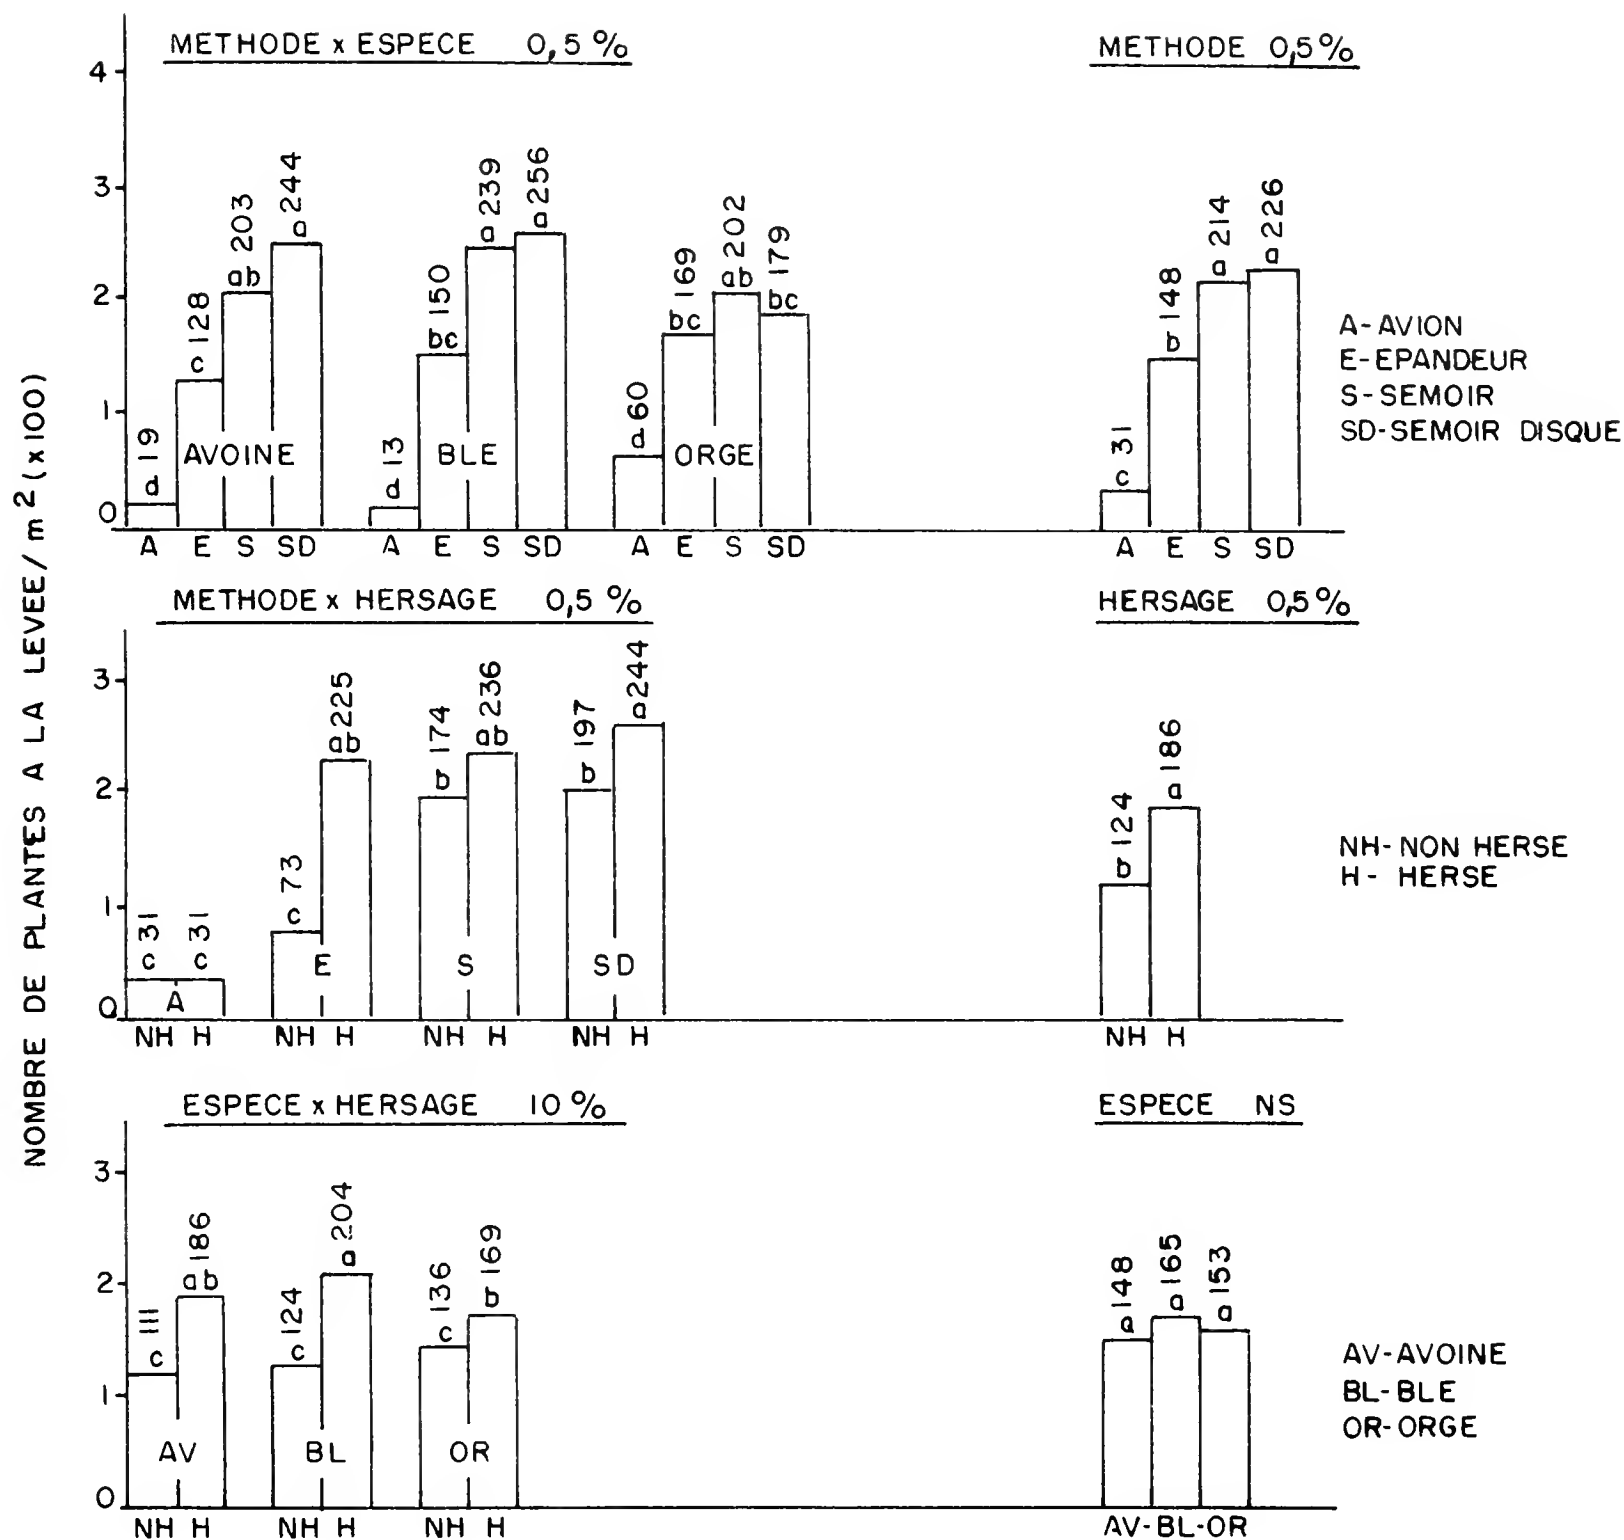 NOMBRE DE PLANTES A LA LEVEE/m² (x100)
METHODE x ESPECE 0,5%
4
3
2
1
0
d 19
c 128
ab 203
a 244
AVOINE
d 13
bc 150
a 239
a 256
BLE
d 60
bc 169
ab 202
bc 179
ORGE
A E S SD A E S SD A E S SD
METHODE 0,5%
c 31
b 148
a 214
a 226
A E S SD
A-AVION
E-EPANDEUR
S-SEMOIR
SD-SEMOIR DISQUE
METHODE x HERSAGE 0,5%
3
2
1
0
c 31
c 31
A
c 73
ab 225
E
b 174
ab 236
S
b 197
a 244
SD
NH H NH H NH H NH H
HERSAGE 0,5%
b 124
a 186
NH H
NH-NON HERSE
H- HERSE
ESPECE x HERSAGE 10%
3
2
1
0
c 111
ab 186
AV
c 124
a 204
BL
c 136
b 169
OR
NH H NH H NH H
ESPECE NS
a 148
a 165
a 153
AV-BL-OR
AV-AVOINE
BL-BLE
OR-ORGE